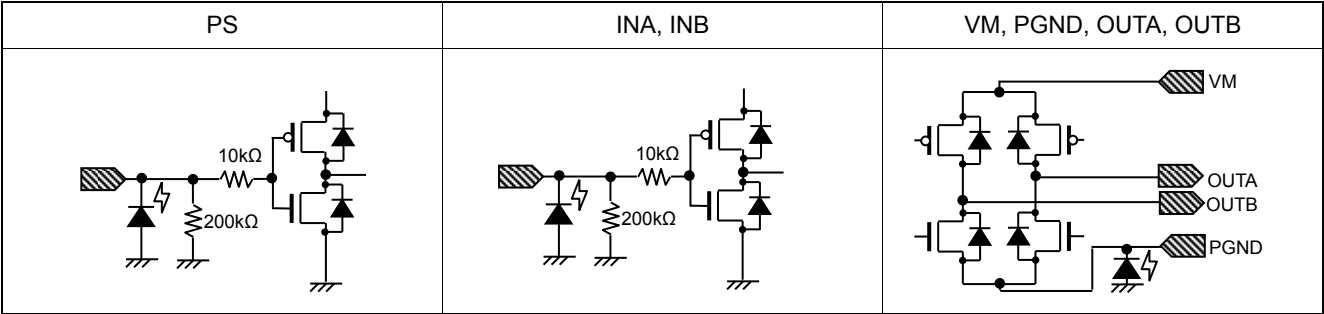 PS
INA, INB
VM, PGND, OUTA, OUTB
10kΩ
200kΩ
10kΩ
200kΩ
VM
OUTA
OUTB
PGND